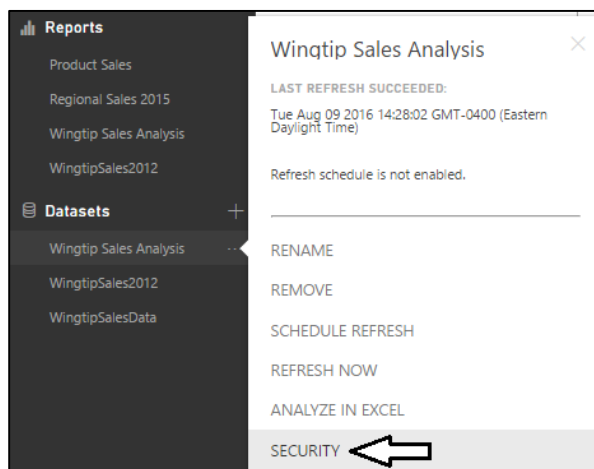 Reports
Product Sales
Regional Sales 2015
Wingtip Sales Analysis
WingtipSales2012
Datasets
Wingtip Sales Analysis
WingtipSales2012
WingtipSalesData
Wingtip Sales Analysis
LAST REFRESH SUCCEEDED:
Tue Aug 09 2016 14:28:02 GMT-0400 (Eastern
Daylight Time)
Refresh schedule is not enabled.
RENAME
REMOVE
SCHEDULE REFRESH
REFRESH NOW
ANALYZE IN EXCEL
SECURITY